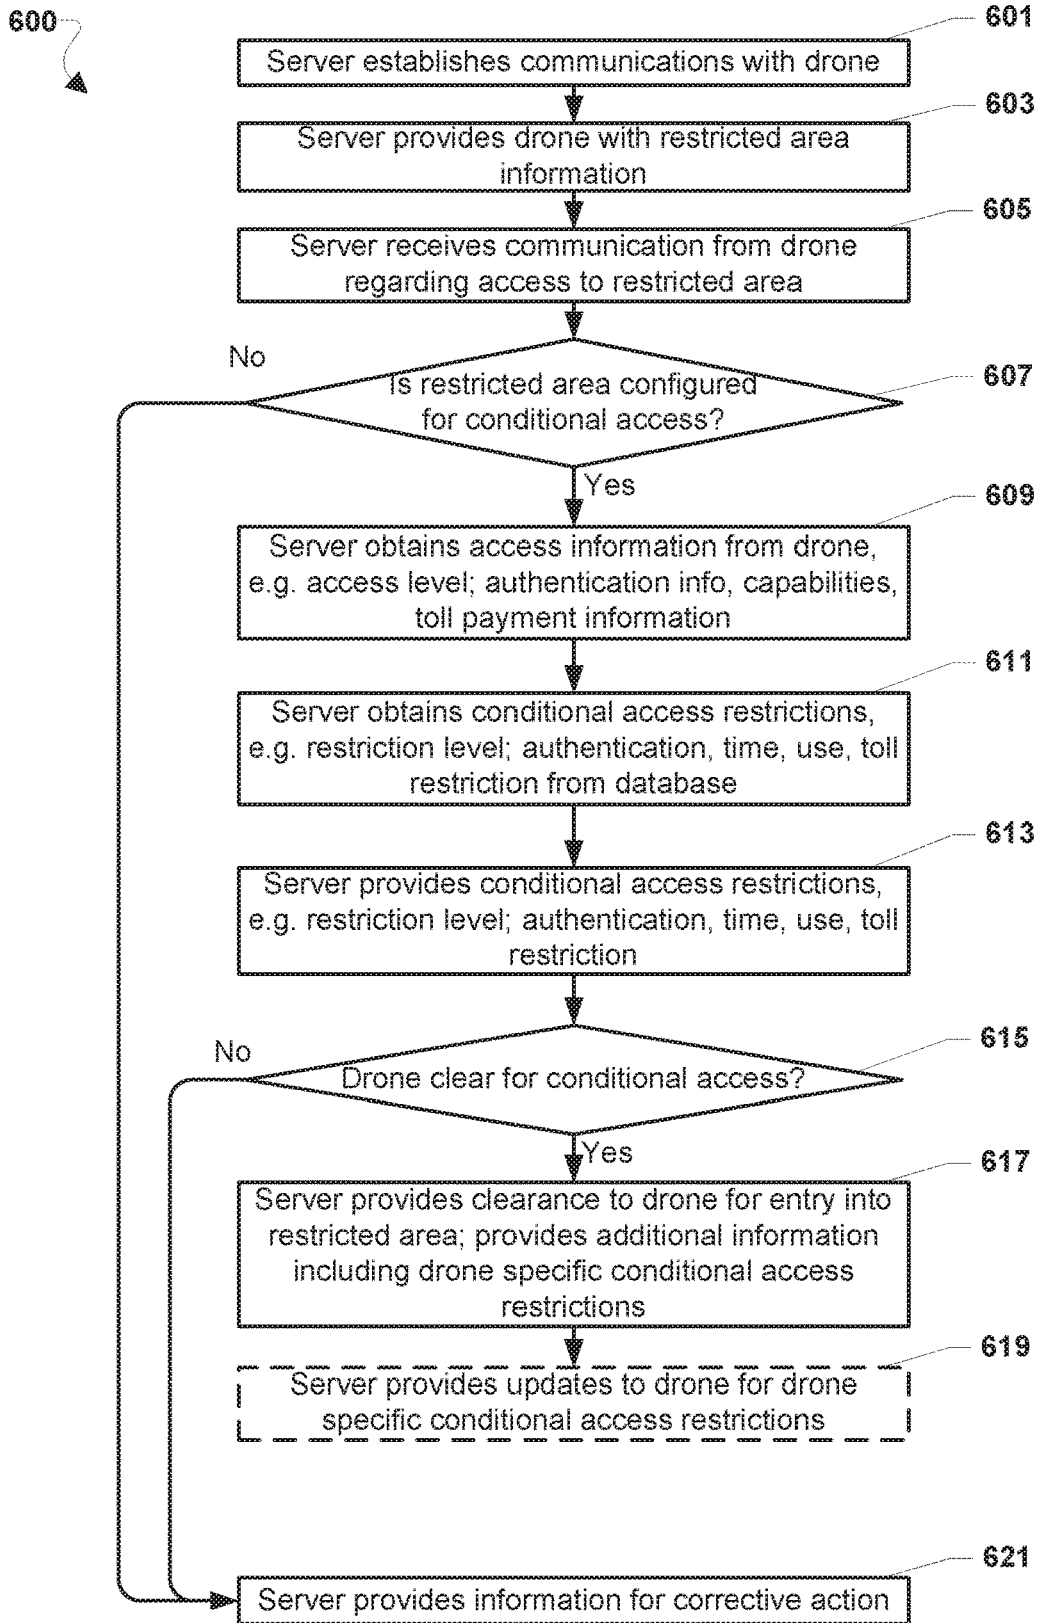 600
601
Server establishes communications with drone
603
Server provides drone with restricted area
information
605
Server receives communication from drone
regarding access to restricted area
No
607
Is restricted area configured
for conditional access?
Yes
609
Server obtains access information from drone,
e.g. access level; authentication info, capabilities,
toll payment information
611
Server obtains conditional access restrictions,
e.g. restriction level; authentication, time, use, toll
restriction from database
613
Server provides conditional access restrictions,
e.g. restriction level; authentication, time, use, toll
restriction
No
615
Drone clear for conditional access?
Yes
617
Server provides clearance to drone for entry into
restricted area; provides additional information
including drone specific conditional access
restrictions
619
Server provides updates to drone for drone
specific conditional access restrictions
621
Server provides information for corrective action